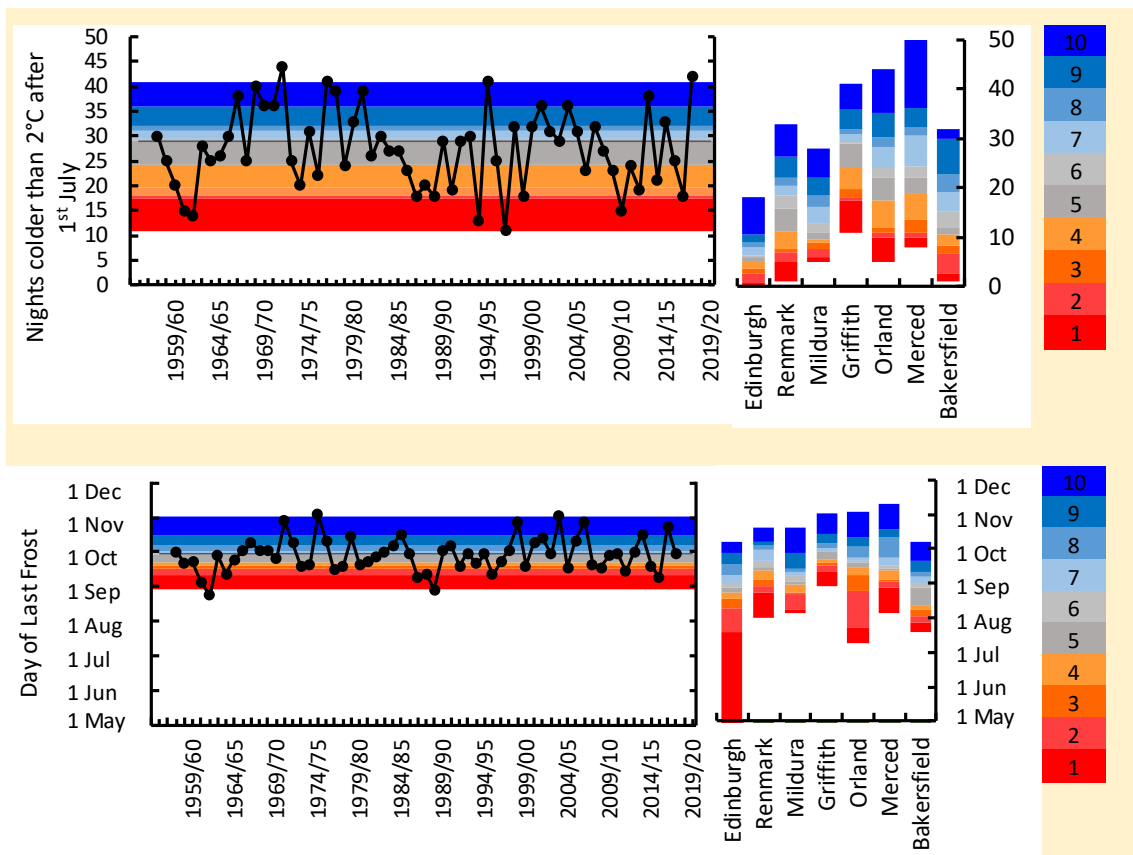 Nights colder than 2°C after
1st July
50
45
40
35
30
25
20
15
10
5
0
1959/60
1964/65
1969/70
1974/75
1979/80
1984/85
1989/90
1994/95
1999/00
2004/05
2009/10
2014/15
2019/20
50
40
30
20
10
0
Edinburgh
Renmark
Mildura
Griffith
Orland
Merced
Bakersfield
10
9
8
7
6
5
4
3
2
1
Day of Last Frost
1 Dec
1 Nov
1 Oct
1 Sep
1 Aug
1 Jul
1 Jun
1 May
1959/60
1964/65
1969/70
1974/75
1979/80
1984/85
1989/90
1994/95
1999/00
2004/05
2009/10
2014/15
2019/20
1 Dec
1 Nov
1 Oct
1 Sep
1 Aug
1 Jul
1 Jun
1 May
Edinburgh
Renmark
Mildura
Griffith
Orland
Merced
Bakersfield
10
9
8
7
6
5
4
3
2
1